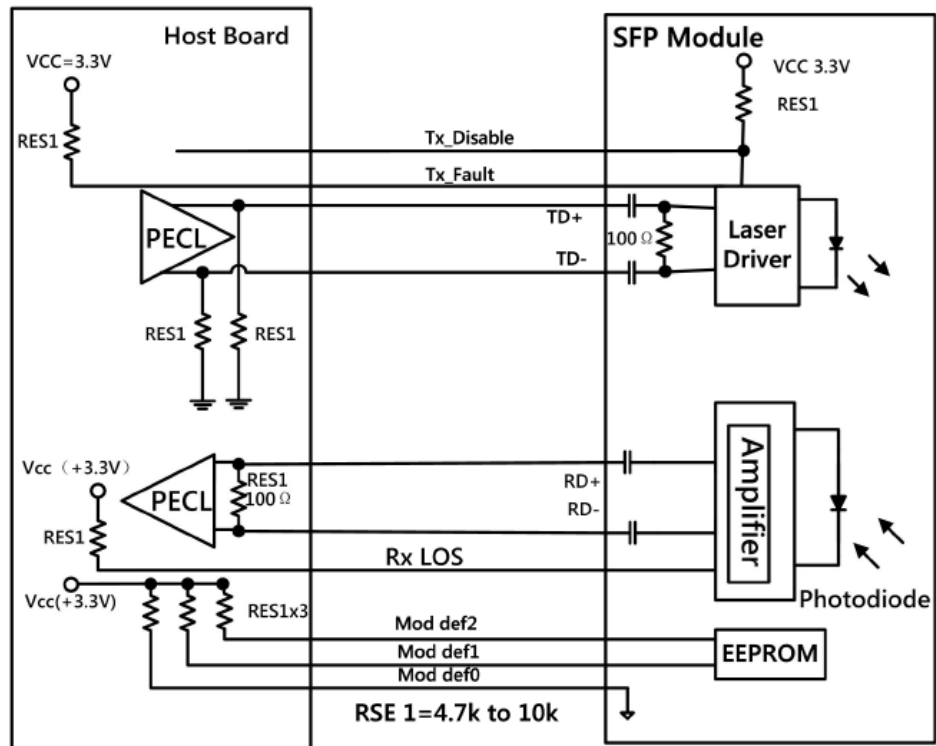 Host Board
SFP Module
VCC=3.3V
VCC 3.3V
RES1
RES1
Tx_Disable
Tx_Fault
PECL
TD+
100Ω
TD-
Laser
Driver
RES1
RES1
Vcc（+3.3V)
PECL
RES1
100Ω
RD+
RD-
Amplifier
RES1
Rx LOS
Vcc(+3.3V)
RES1x3
Photodiode
Mod def2
Mod def1
Mod def0
EEPROM
RSE 1=4.7k to 10k